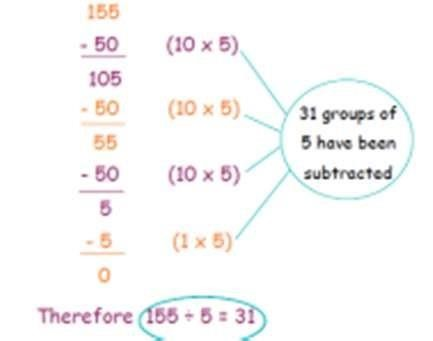 155
- 50 (10 x 5)
105
- 50 (10 x 5)
55
- 50 (10 x 5)
5
- 5 (1 x 5)
0
31 groups of
5 have been
subtracted
Therefore 155 ÷ 5 = 31